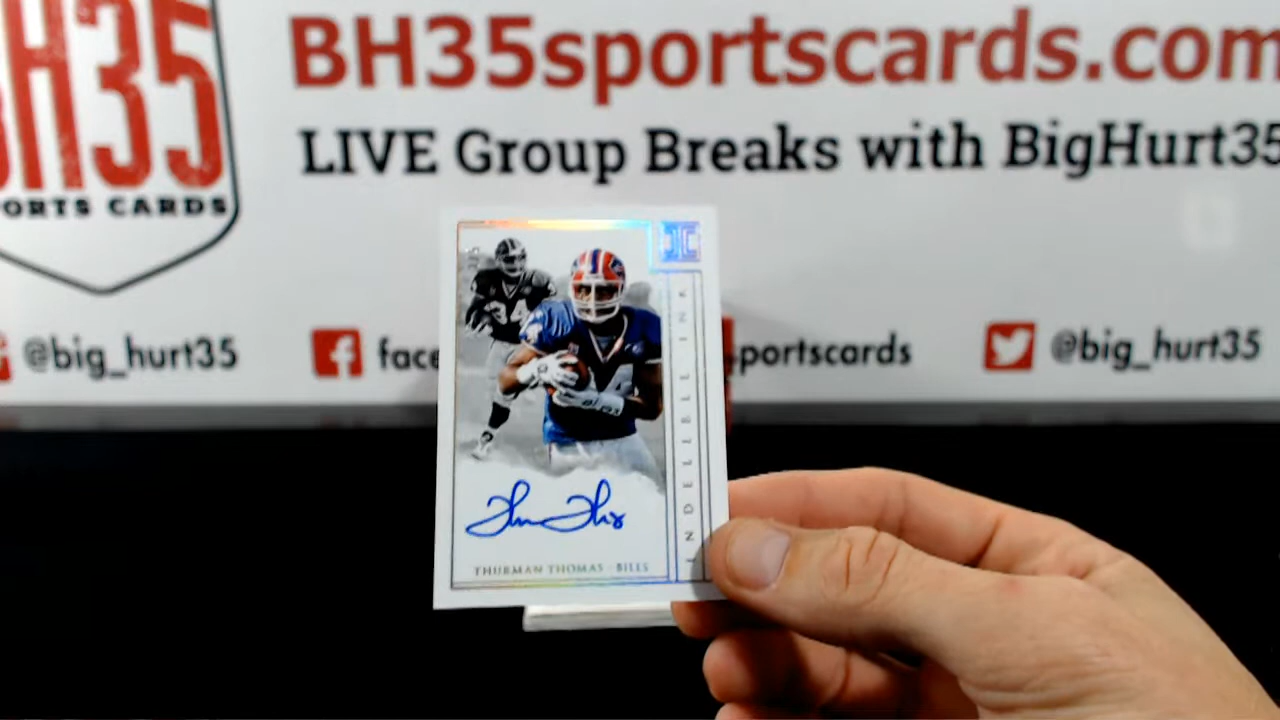 BH35
ORTS CARDS
BH35sportscards.com
LIVE Group Breaks with BigHurt35
@big_hurt35
face
portscards
@big_hurt35
34
INDELIBLE INK
Thurman Thomas - Bills